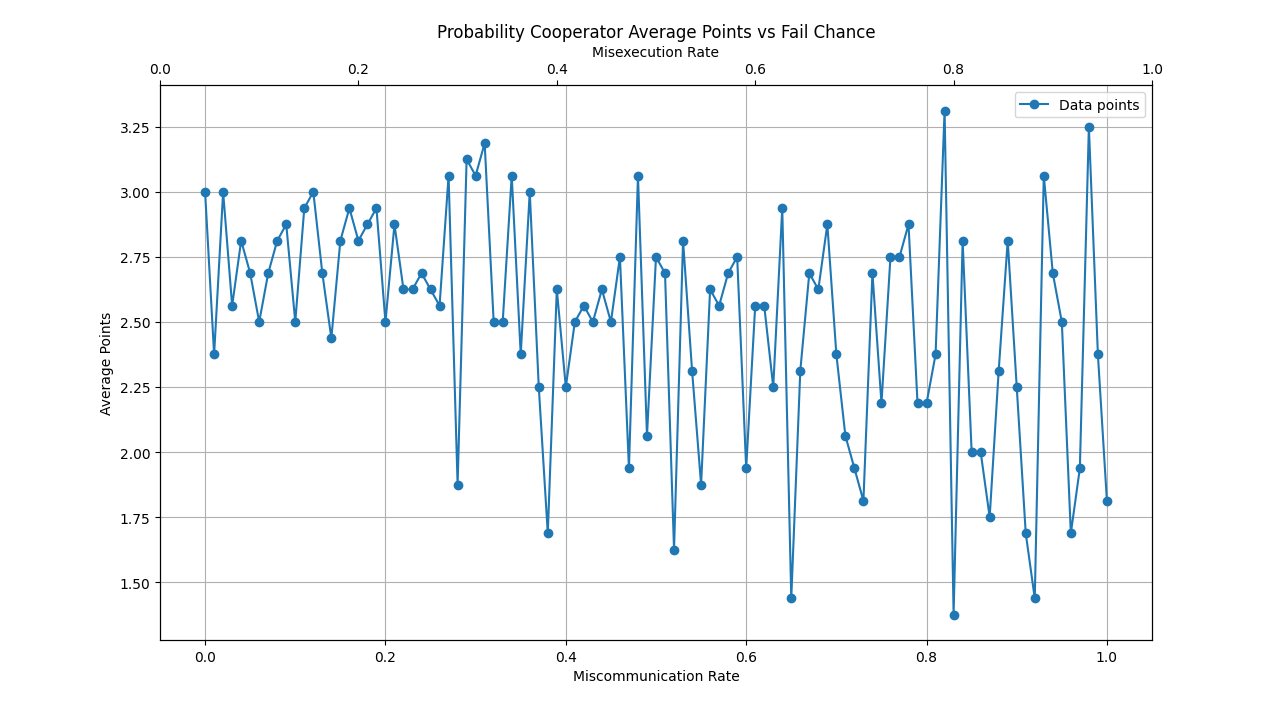 Probability Cooperator Average Points vs Fail Chance
Misexecution Rate
0.0 0.2 0.4 0.6 0.8 1.0
Data points
3.25
3.00
2.75
2.50
2.25
2.00
1.75
1.50
Average Points
0.0 0.2 0.4 0.6 0.8 1.0
Miscommunication Rate